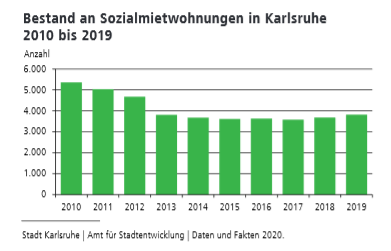 Bestand an Sozialmietwohnungen in Karlsruhe
2010 bis 2019
Anzahl
6.000
5.000
4.000
3.000
2.000
1.000
0
2010 2011 2012 2013 2014 2015 2016 2017 2018 2019
Stadt Karlsruhe | Amt für Stadtentwicklung | Daten und Fakten 2020.